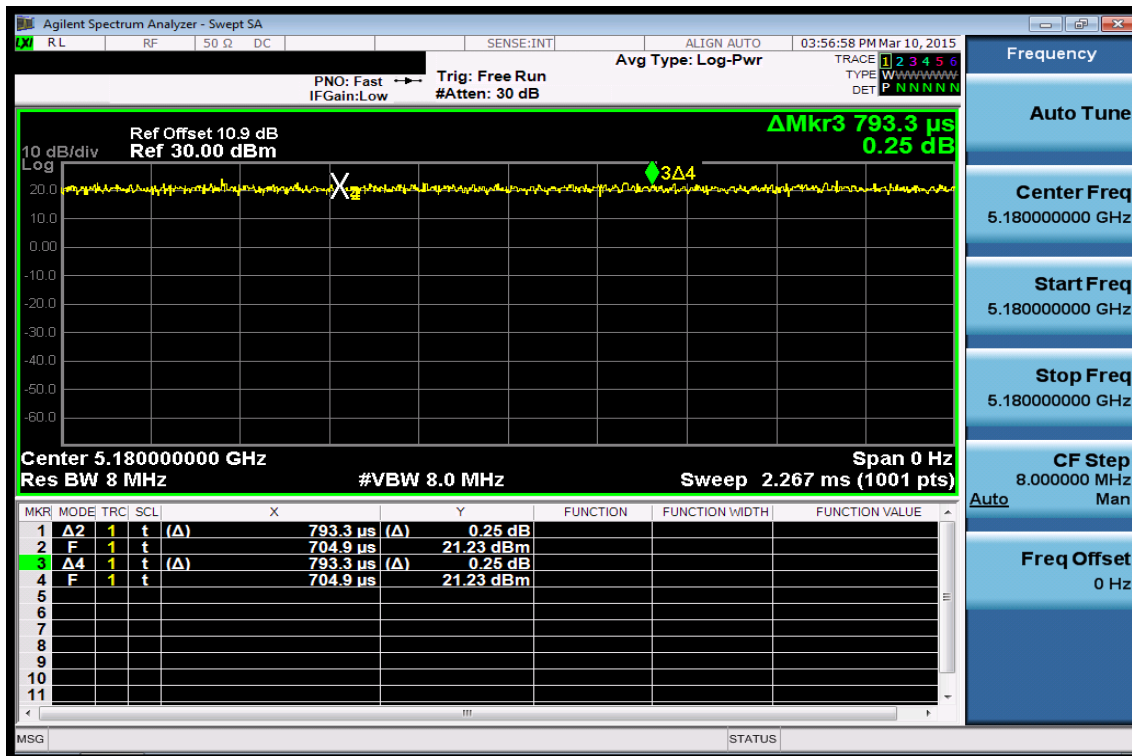 Agilent Spectrum Analyzer - Swept SA
LXI RL RF 50 Ω DC SENSE:INT ALIGN AUTO 03:56:58 PM Mar 10, 2015
Avg Type: Log-Pwr
TRACE 1 2 3 4 5 6
PNO: Fast Trig: Free Run
TYPE WWWWWW
IFGain:Low #Atten: 30 dB
DET P N N N N N
ΔMkr3 793.3 µs
0.25 dB
Ref Offset 10.9 dB
10 dB/div Ref 30.00 dBm
Log
20.0
10.0
0.00
-10.0
-20.0
-30.0
-40.0
-50.0
-60.0
X
3Δ4
Center 5.180000000 GHz Span 0 Hz
Res BW 8 MHz #VBW 8.0 MHz Sweep 2.267 ms (1001 pts)
MKR MODE TRC SCL X Y FUNCTION FUNCTION WIDTH FUNCTION VALUE
1 Δ2 1 t (Δ) 793.3 µs (Δ) 0.25 dB
2 F 1 t 704.9 µs 21.23 dBm
3 Δ4 1 t (Δ) 793.3 µs (Δ) 0.25 dB
4 F 1 t 704.9 µs 21.23 dBm
5
6
7
8
9
10
11
MSG STATUS
Frequency
Auto Tune
Center Freq
5.180000000 GHz
Start Freq
5.180000000 GHz
Stop Freq
5.180000000 GHz
CF Step
8.000000 MHz
Auto Man
Freq Offset
0 Hz